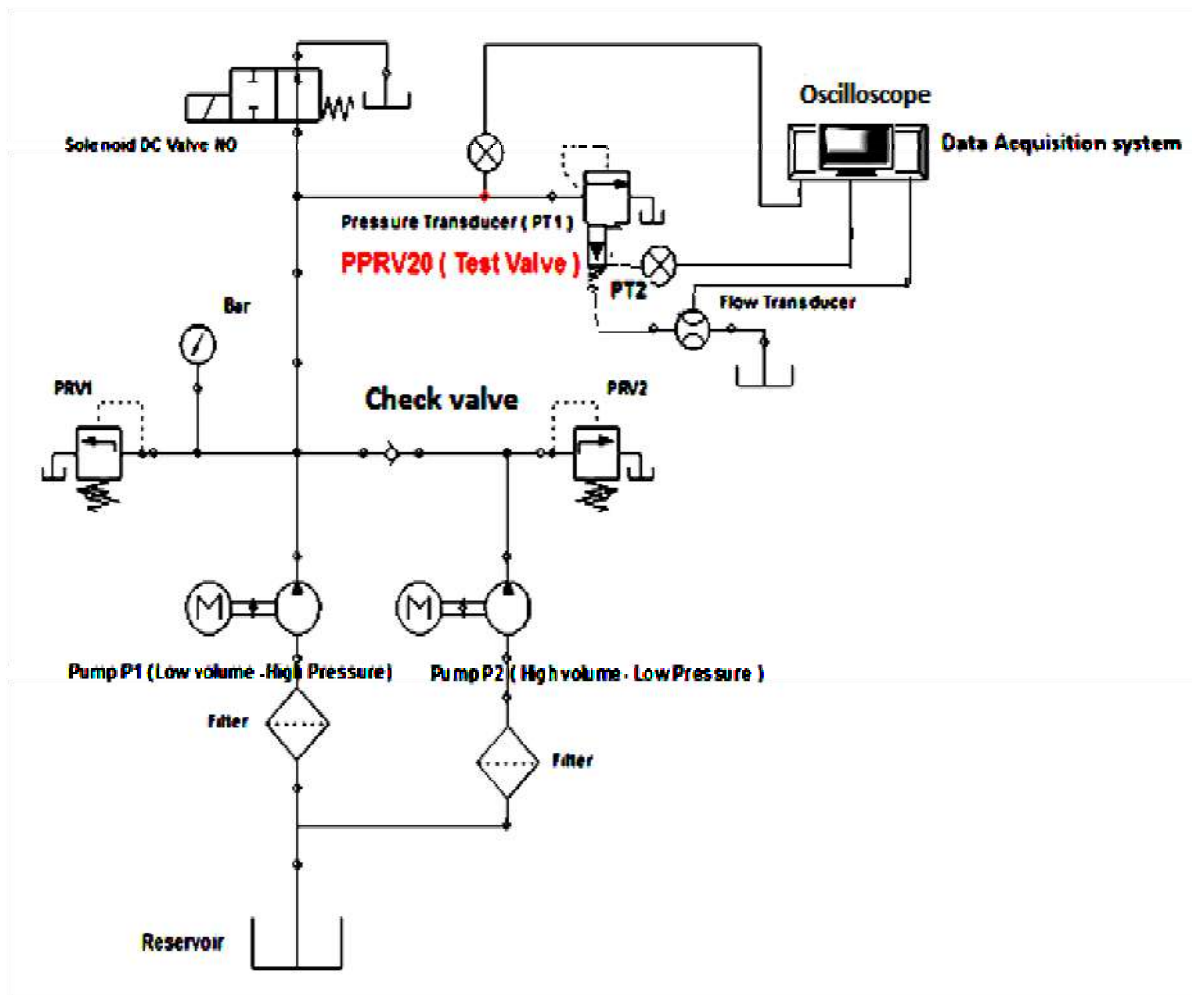 Oscilloscope
Solenoid DC Valve NO
Data Acquisition system
Pressure Transducer ( PT1 )
PPRV20 ( Test Valve )
PT2
Flow Transducer
Bar
PRV1
Check valve
PRV2
M
M
Pump P1 ( Low volume -High Pressure)
Pump P2 ( High volume - Low Pressure )
Filter
Filter
Reservoir